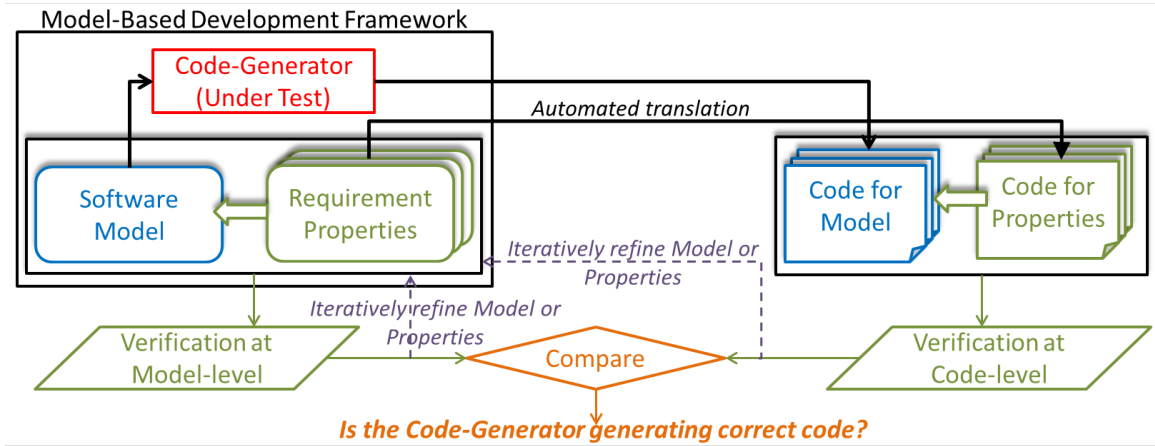 Model-Based Development Framework
Code-Generator
(Under Test)
Automated translation
Software
Model
Requirement
Properties
Code for
Model
Code for
Properties
Iteratively refine Model or
Properties
Iteratively refine Model or
Properties
Verification at
Model-level
Compare
Verification at
Code-level
Is the Code-Generator generating correct code?